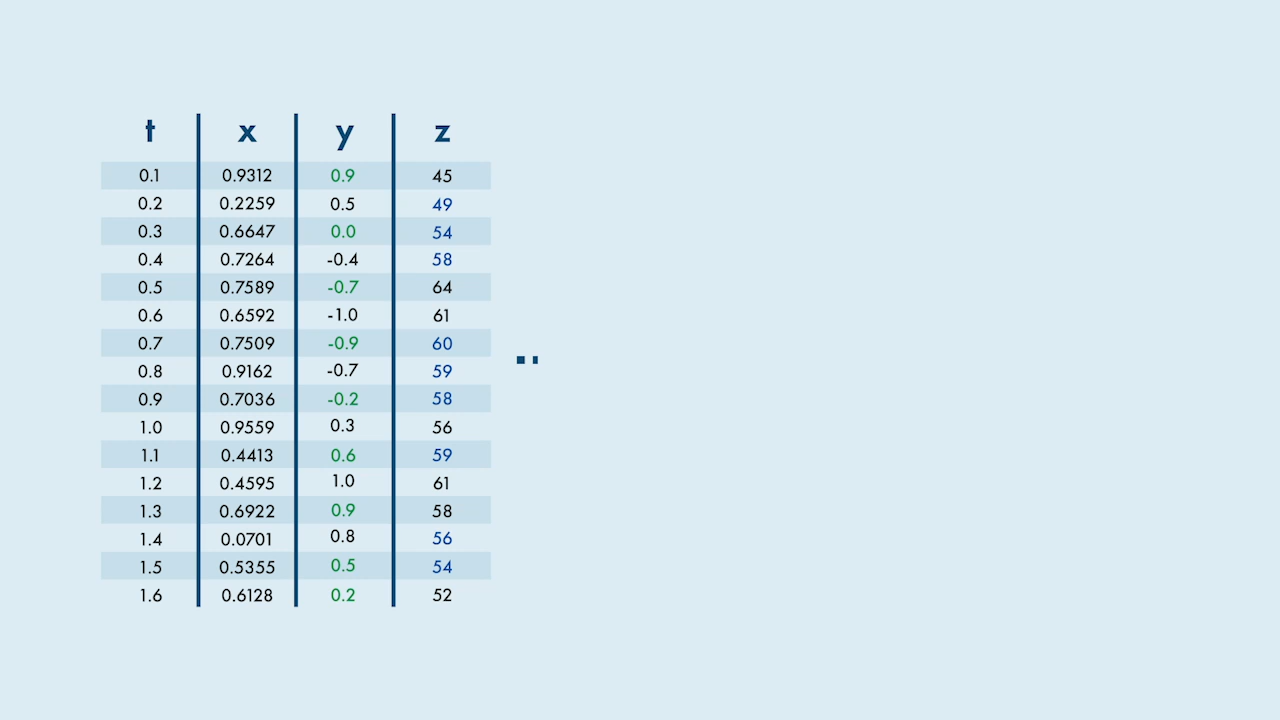 t x y z
0.1 0.9312 0.9 45
0.2 0.2259 0.5 49
0.3 0.6647 0.0 54
0.4 0.7264 -0.4 58
0.5 0.7589 -0.7 64
0.6 0.6592 -1.0 61
0.7 0.7509 -0.9 60
0.8 0.9162 -0.7 59
0.9 0.7036 -0.2 58
1.0 0.9559 0.3 56
1.1 0.4413 0.6 59
1.2 0.4595 1.0 61
1.3 0.6922 0.9 58
1.4 0.0701 0.8 56
1.5 0.5355 0.5 54
1.6 0.6128 0.2 52